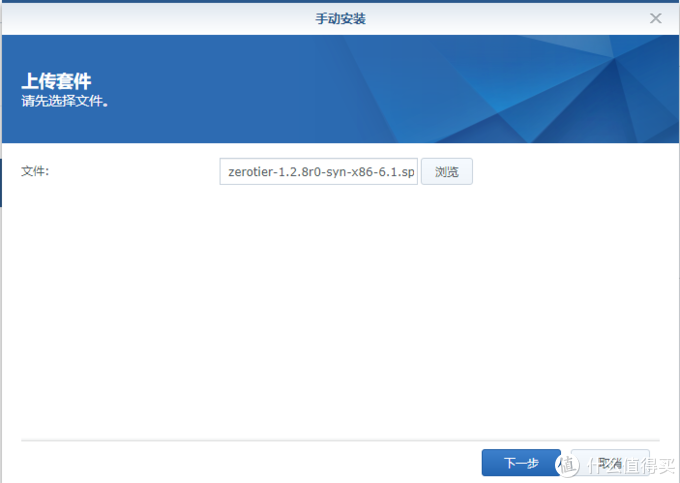 手动安装
上传套件
请先选择文件。
文件:
zerotier-1.2.8r0-syn-x86-6.1.sp
浏览
下一步
取消
值 什么值得买